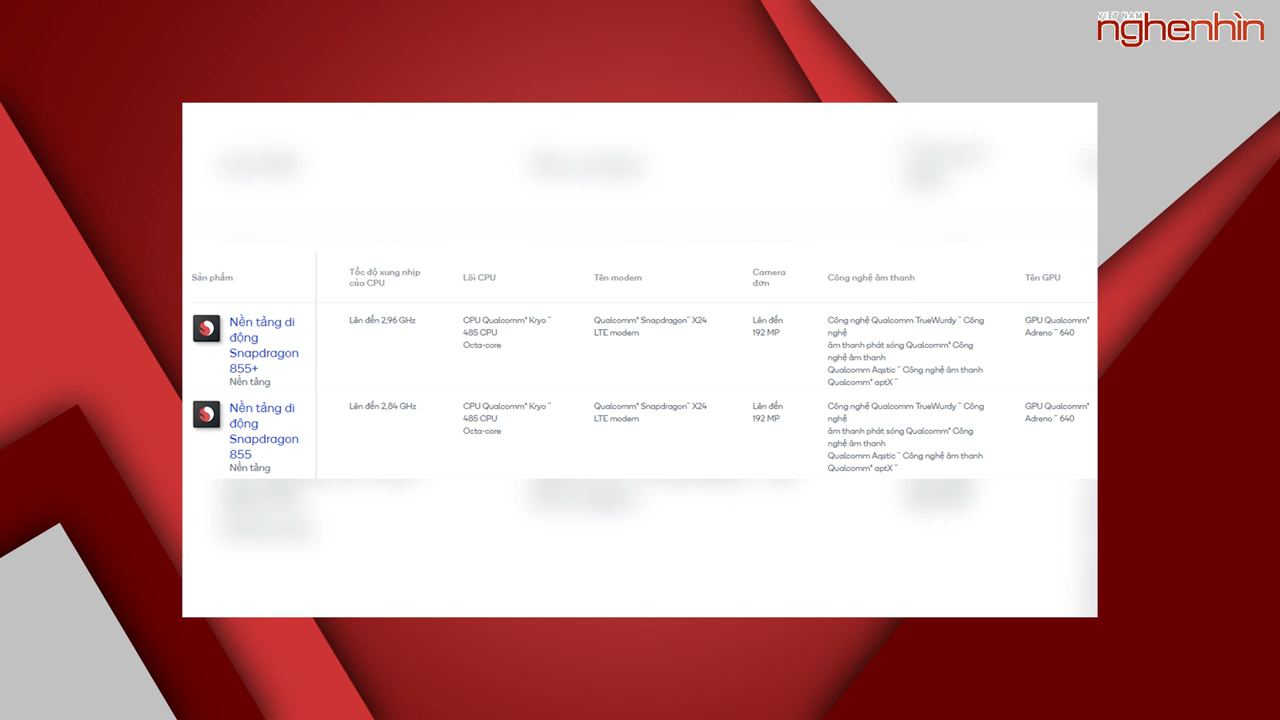 VIỆT NAM
nghenhìn
Sản phẩm
Tốc độ xung nhịp
của CPU
Lõi CPU
Tên modem
Camera
đơn
Công nghệ âm thanh
Tên GPU
Nền tảng di
động
Snapdragon
855+
Nền tảng
Lên đến 2,96 GHz
CPU Qualcomm® Kryo™
485 CPU
Octa-core
Qualcomm® Snapdragon™ X24
LTE modem
Lên đến
192 MP
Công nghệ Qualcomm TrueWurdy™ Công
nghệ
âm thanh phát sóng Qualcomm® Công
nghệ âm thanh
Qualcomm Aqstic™ Công nghệ âm thanh
Qualcomm® aptX™
GPU Qualcomm®
Adreno™ 640
Nền tảng di
động
Snapdragon
855
Nền tảng
Lên đến 2,84 GHz
CPU Qualcomm® Kryo™
485 CPU
Octa-core
Qualcomm® Snapdragon™ X24
LTE modem
Lên đến
192 MP
Công nghệ Qualcomm TrueWurdy™ Công
nghệ
âm thanh phát sóng Qualcomm® Công
nghệ âm thanh
Qualcomm Aqstic™ Công nghệ âm thanh
Qualcomm® aptX™
GPU Qualcomm®
Adreno™ 640